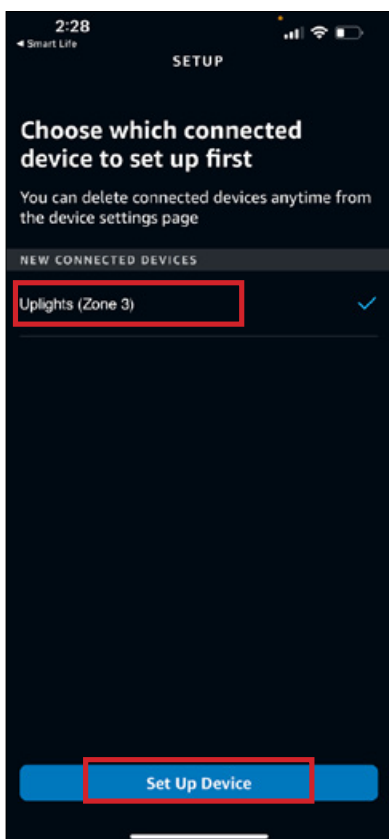 2:28
◀ Smart Life
SETUP
Choose which connected
device to set up first
You can delete connected devices anytime from
the device settings page
NEW CONNECTED DEVICES
Uplights (Zone 3)
Set Up Device